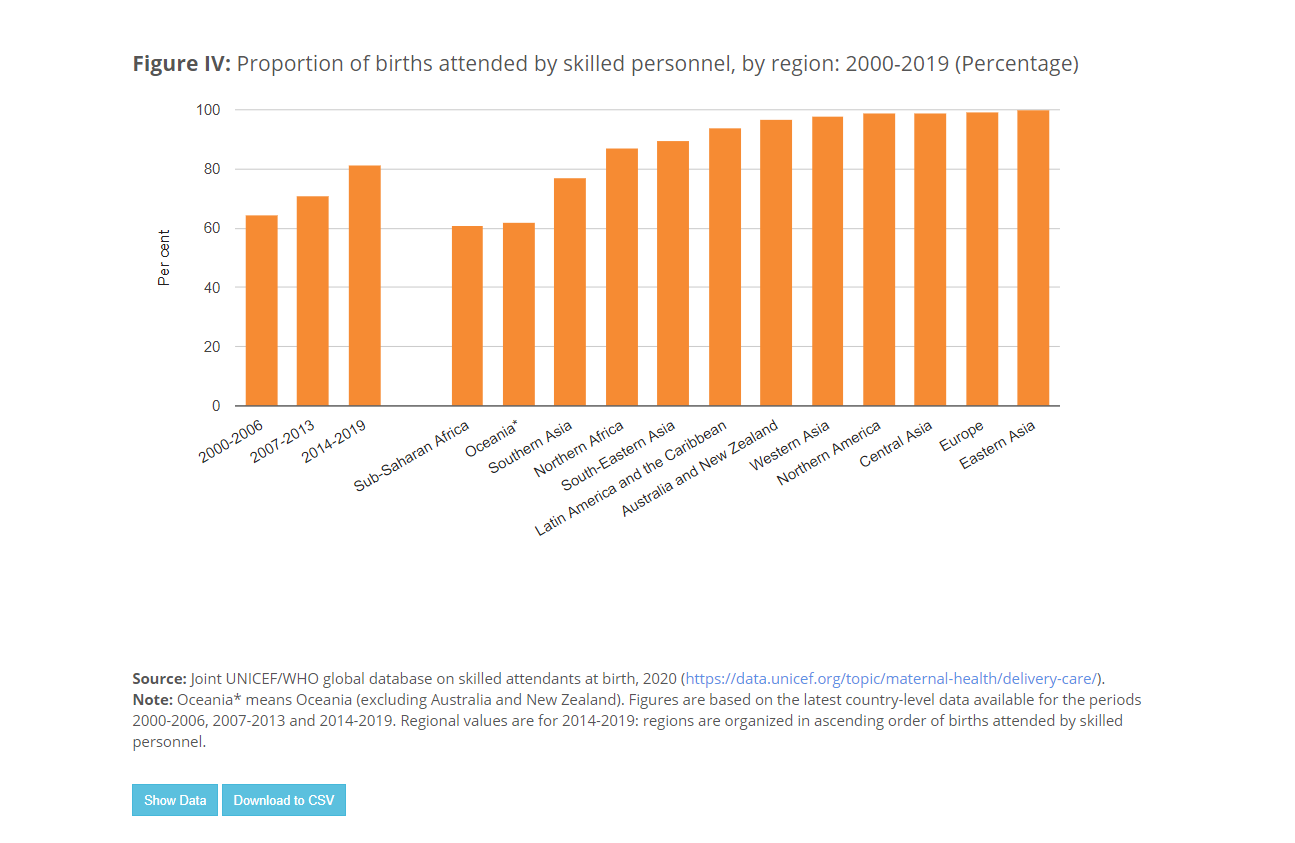 Figure IV: Proportion of births attended by skilled personnel, by region: 2000-2019 (Percentage)
100
80
60
40
20
0
Per cent
2000-2006
2007-2013
2014-2019
Sub-Saharan Africa
Oceania*
Southern Asia
Northern Africa
South-Eastern Asia
Latin America and the Caribbean
Australia and New Zealand
Western Asia
Northern America
Central Asia
Europe
Eastern Asia
Source: Joint UNICEF/WHO global database on skilled attendants at birth, 2020 (https://data.unicef.org/topic/maternal-health/delivery-care/).
Note: Oceania* means Oceania (excluding Australia and New Zealand). Figures are based on the latest country-level data available for the periods
2000-2006, 2007-2013 and 2014-2019. Regional values are for 2014-2019: regions are organized in ascending order of births attended by skilled
personnel.
Show Data
Download to CSV